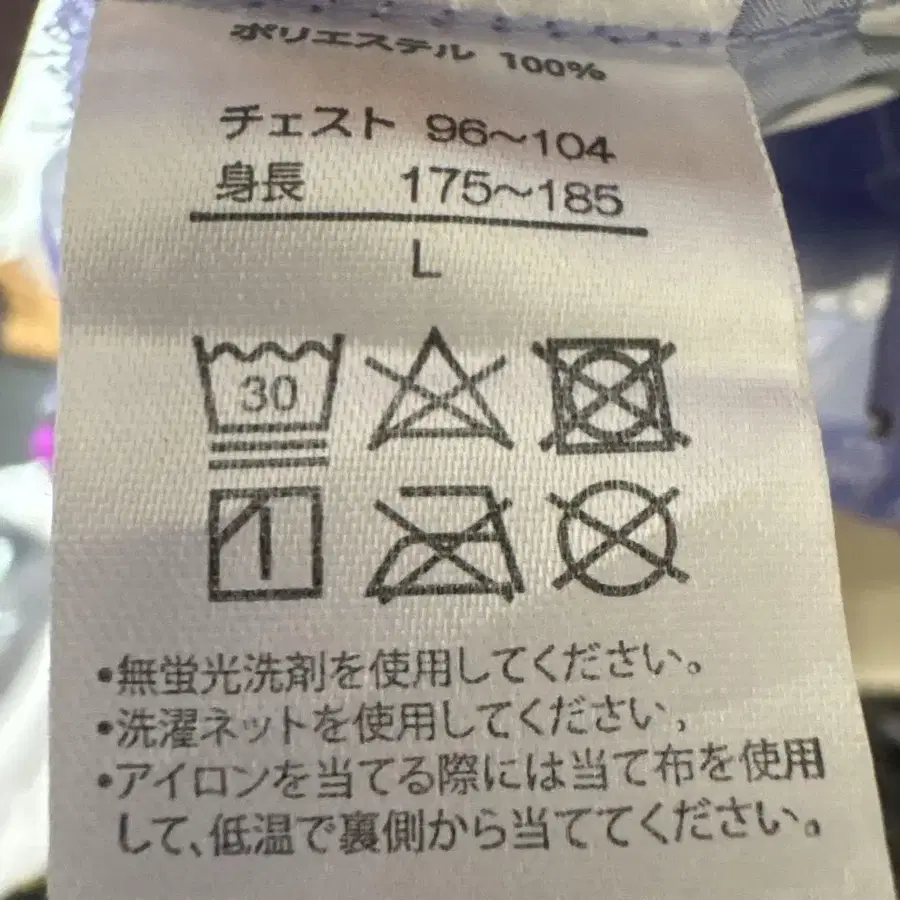 ポリエステル 100%
チェスト 96~104
身長 175~185
L
30
•無蛍光洗剤を使用してください。
•洗濯ネットを使用してください。
•アイロンを当てる際には当て布を使用
して、低温で裏側から当ててください。